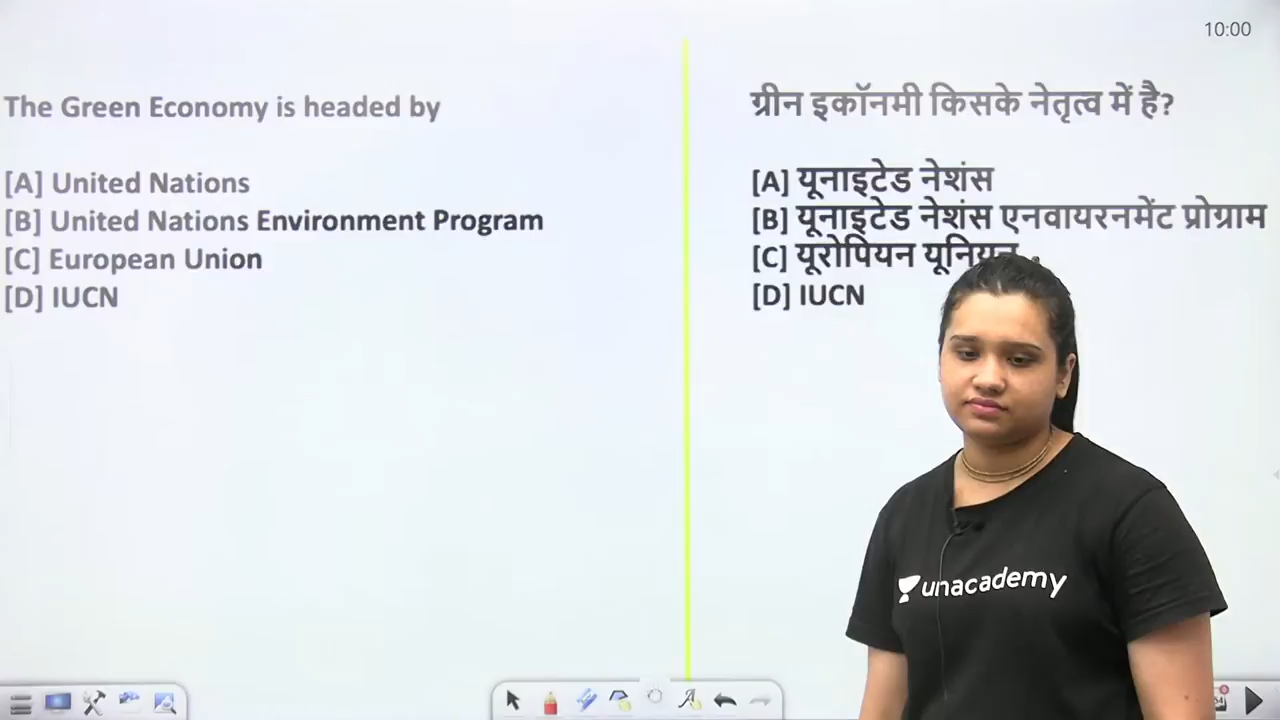 10:00
The Green Economy is headed by
[A] United Nations
[B] United Nations Environment Program
[C] European Union
[D] IUCN
ग्रीन इकॉनमी किसके नेतृत्व में है?
[A] यूनाइटेड नेशंस
[B] यूनाइटेड नेशंस एनवायरनमेंट प्रोग्राम
[C] यूरोपियन यूनियन
[D] IUCN
unacademy